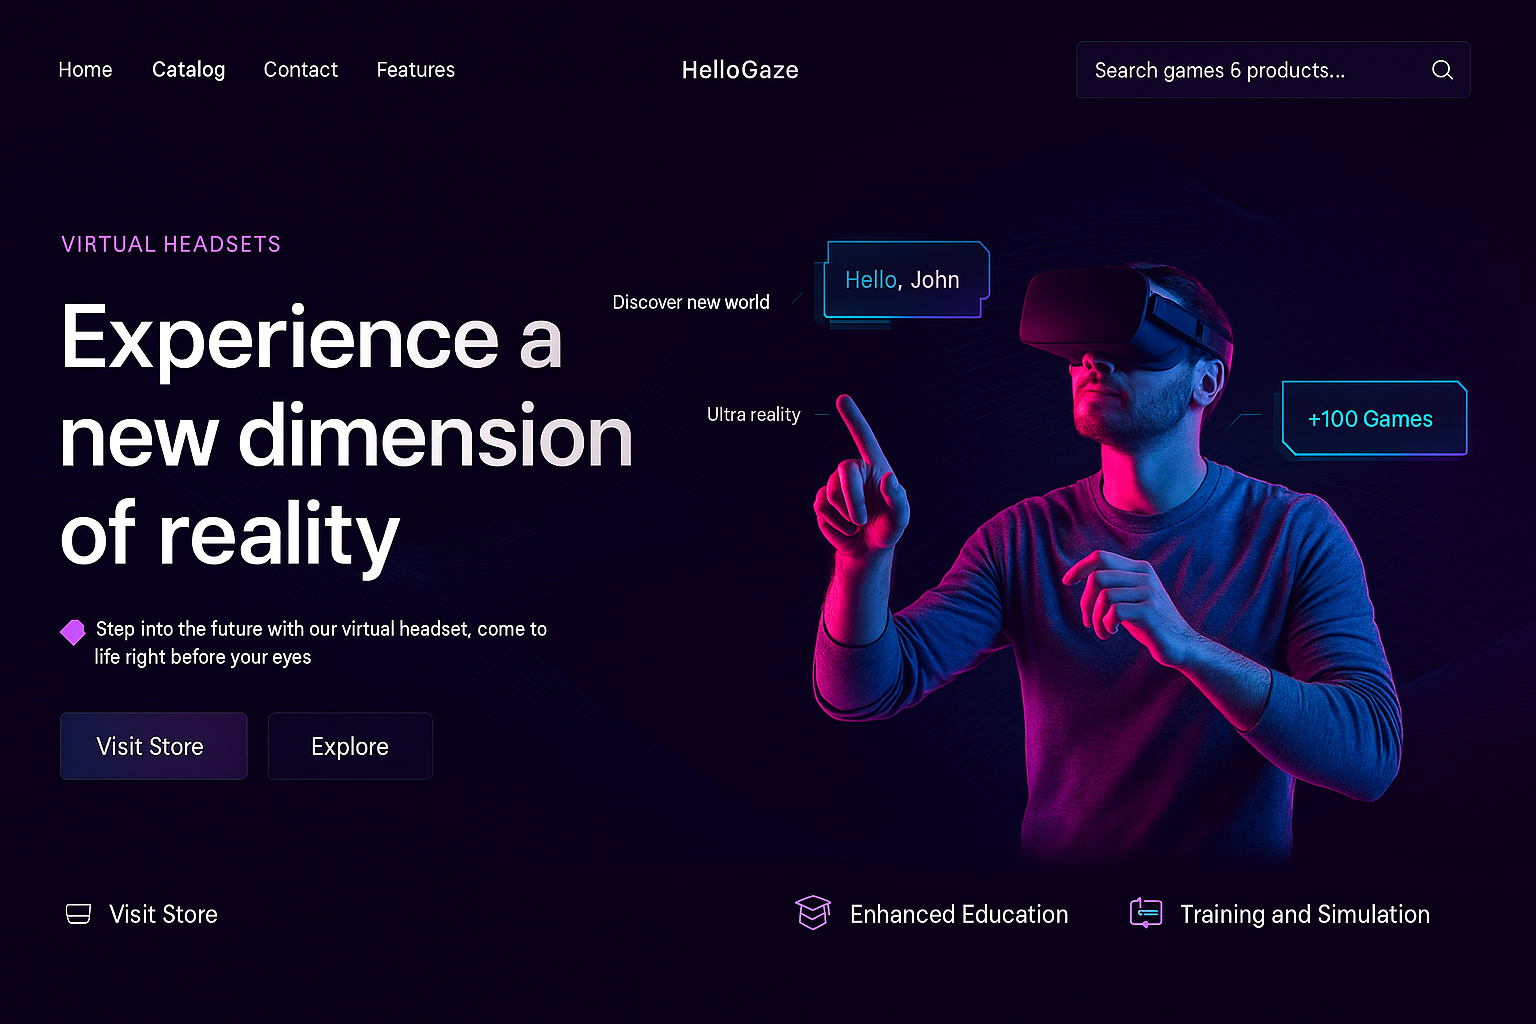 Home Catalog Contact Features HelloGaze Search games 6 products...
VIRTUAL HEADSETS
Experience a
new dimension
of reality
Step into the future with our virtual headset, come to
life right before your eyes
Visit Store Explore
Discover new world
Hello, John
Ultra reality
+100 Games
Visit Store Enhanced Education Training and Simulation